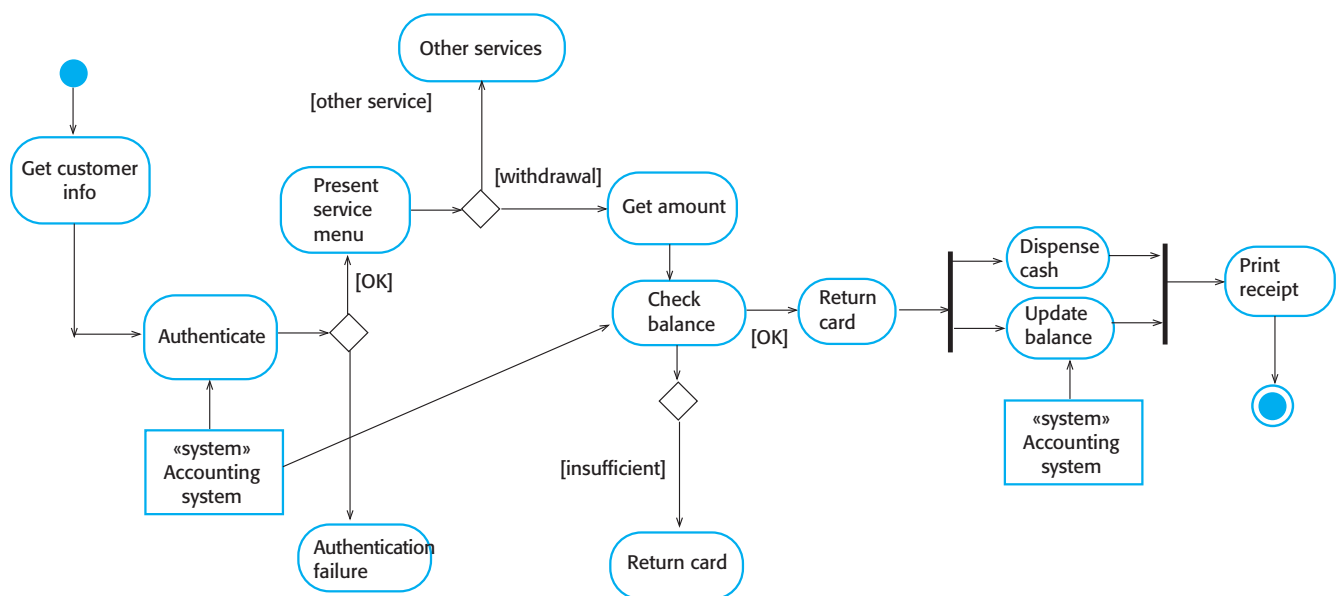 Other services
[other service]
Get customer
info
Present
service
menu
[withdrawal]
Get amount
[OK]
Authenticate
Check
balance
[OK]
Return
card
Dispense
cash
Update
balance
Print
receipt
«system»
Accounting
system
«system»
Accounting
system
[insufficient]
Authentication
failure
Return card